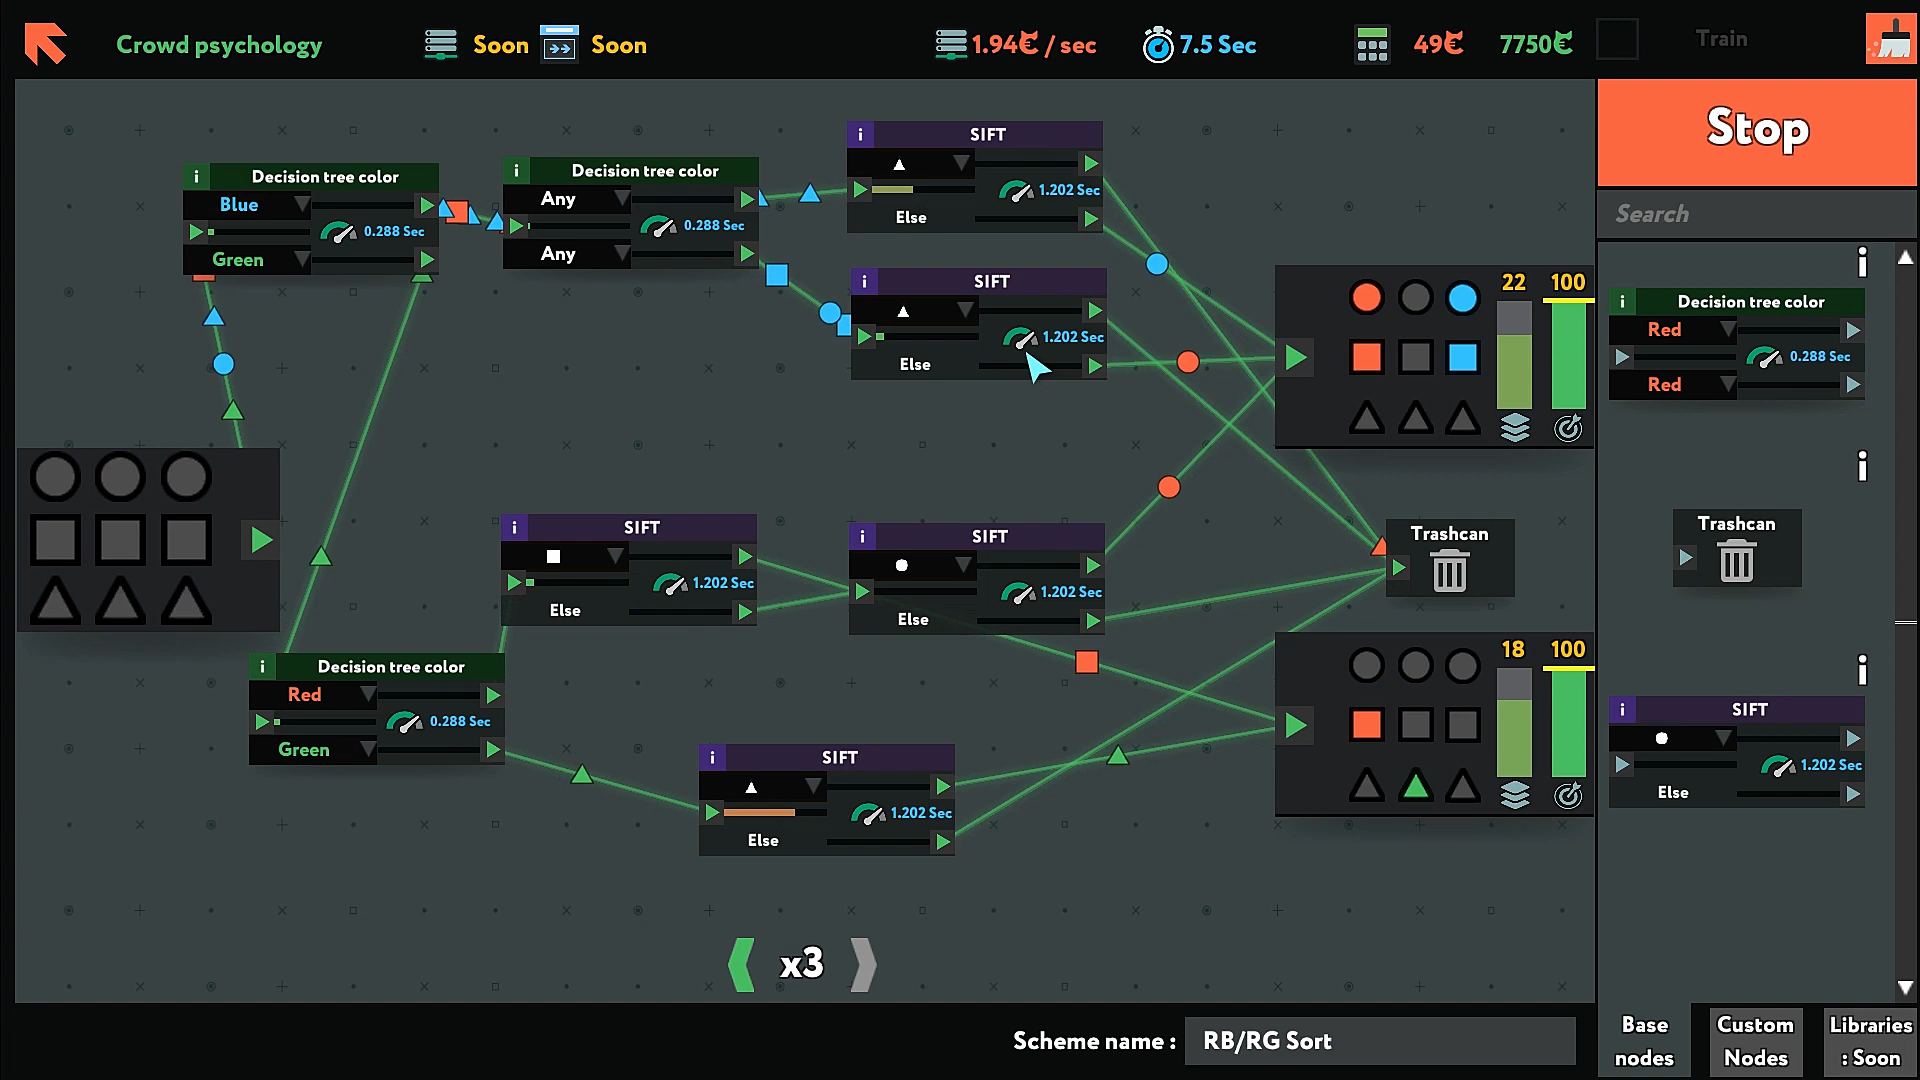 Crowd psychology
Soon
Soon
1.94€ / sec
7.5 Sec
49€
7750€
Train
Stop
Search
i
Decision tree color
Blue
0.288 Sec
Green
i
Decision tree color
Any
0.288 Sec
Any
i
SIFT
1.202 Sec
Else
i
SIFT
1.202 Sec
Else
22
100
i
SIFT
1.202 Sec
Else
i
SIFT
1.202 Sec
Else
Trashcan
i
Decision tree color
Red
0.288 Sec
Green
i
SIFT
1.202 Sec
Else
18
100
i
i
Decision tree color
Red
0.288 Sec
Red
i
Trashcan
i
i
SIFT
1.202 Sec
Else
x3
Scheme name :
RB/RG Sort
Base
nodes
Custom
Nodes
Libraries
: Soon